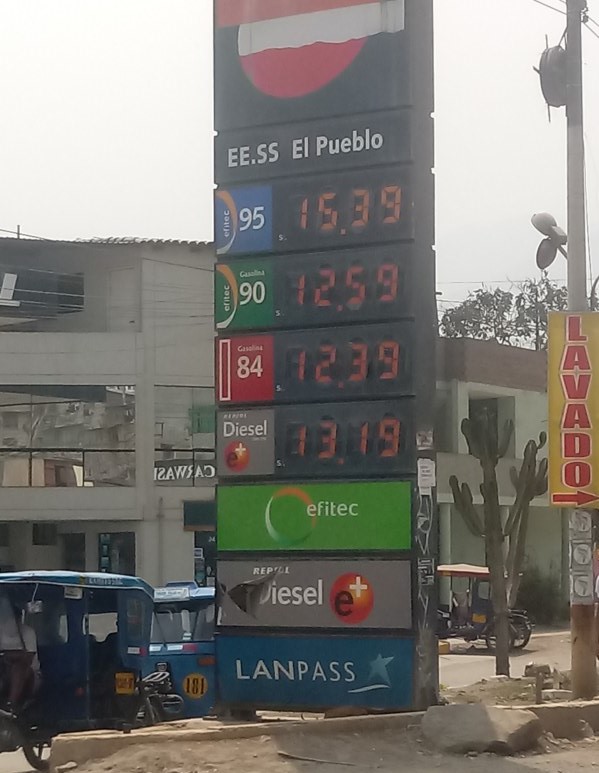 EE.SS El Pueblo
efitec 95 S/. 15.39
Gasolina
efitec 90 S/. 12.59
Gasolina
84 S/. 12.39
REPSOL
Diesel
e+ S/. 13.19
efitec
REPSOL
Diesel e+
LANPASS
CARWASH
LAVADO
181